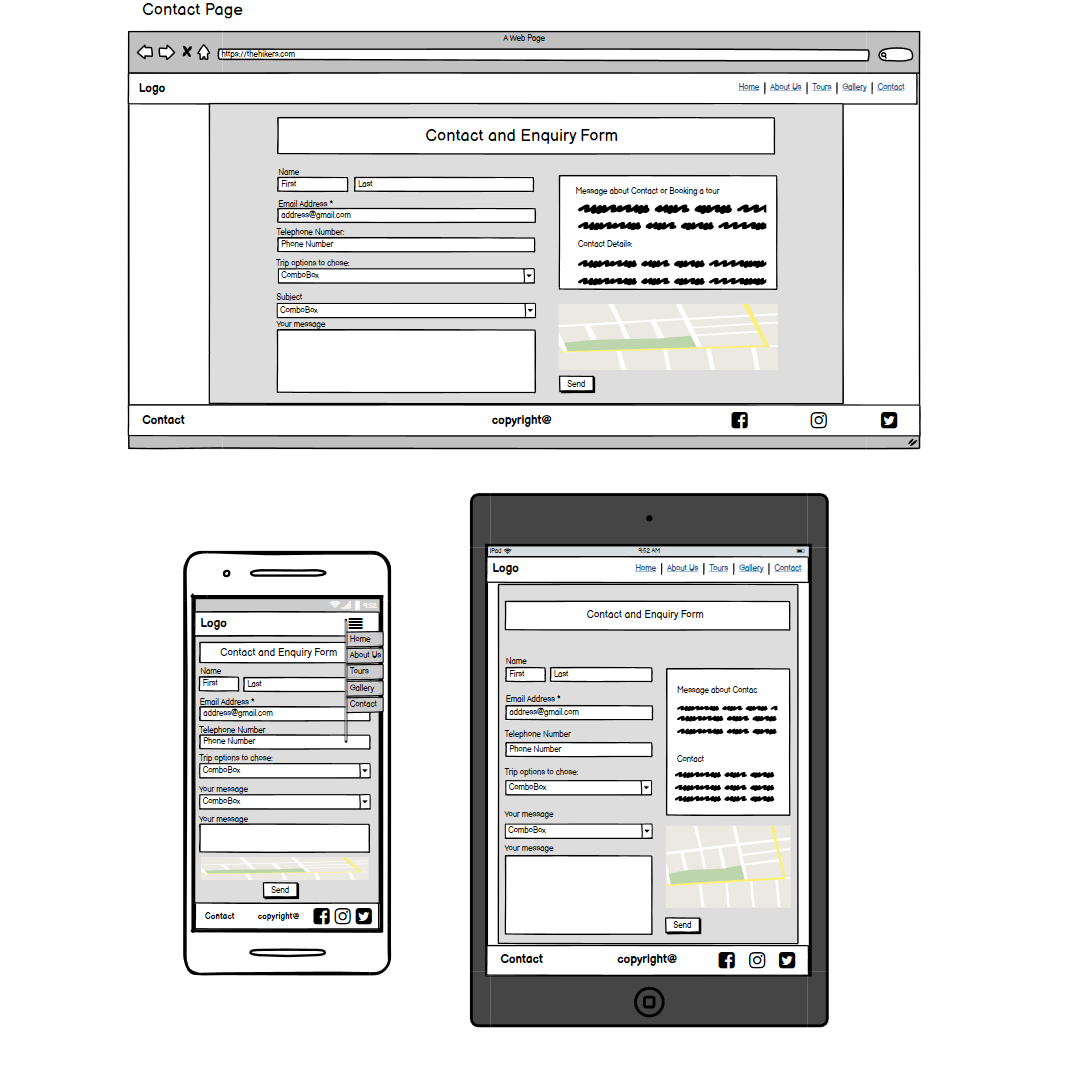 Contact Page
A Web Page
https://thehikers.com
Logo
Home | About Us | Tours | Gallery | Contact
Contact and Enquiry Form
Name
First
Last
Email Address *
address@gmail.com
Telephone Number:
Phone Number
Trip options to chose:
ComboBox
Subject
ComboBox
Your message
Message about Contact or Booking a tour
Contact Details:
Send
Contact
copyright@
9:52
Logo
Home
About Us
Tours
Gallery
Contact
Contact and Enquiry Form
Name
First
Last
Email Address *
address@gmail.com
Telephone Number
Phone Number
Trip options to chose:
ComboBox
Your message
ComboBox
Your message
Send
Contact
copyright@
iPad
9:52 AM
Logo
Home | About Us | Tours | Gallery | Contact
Contact and Enquiry Form
Name
First
Last
Email Address *
address@gmail.com
Telephone Number
Phone Number
Trip options to chose:
ComboBox
Your message
ComboBox
Your message
Message about Contac
Contact
Send
Contact
copyright@